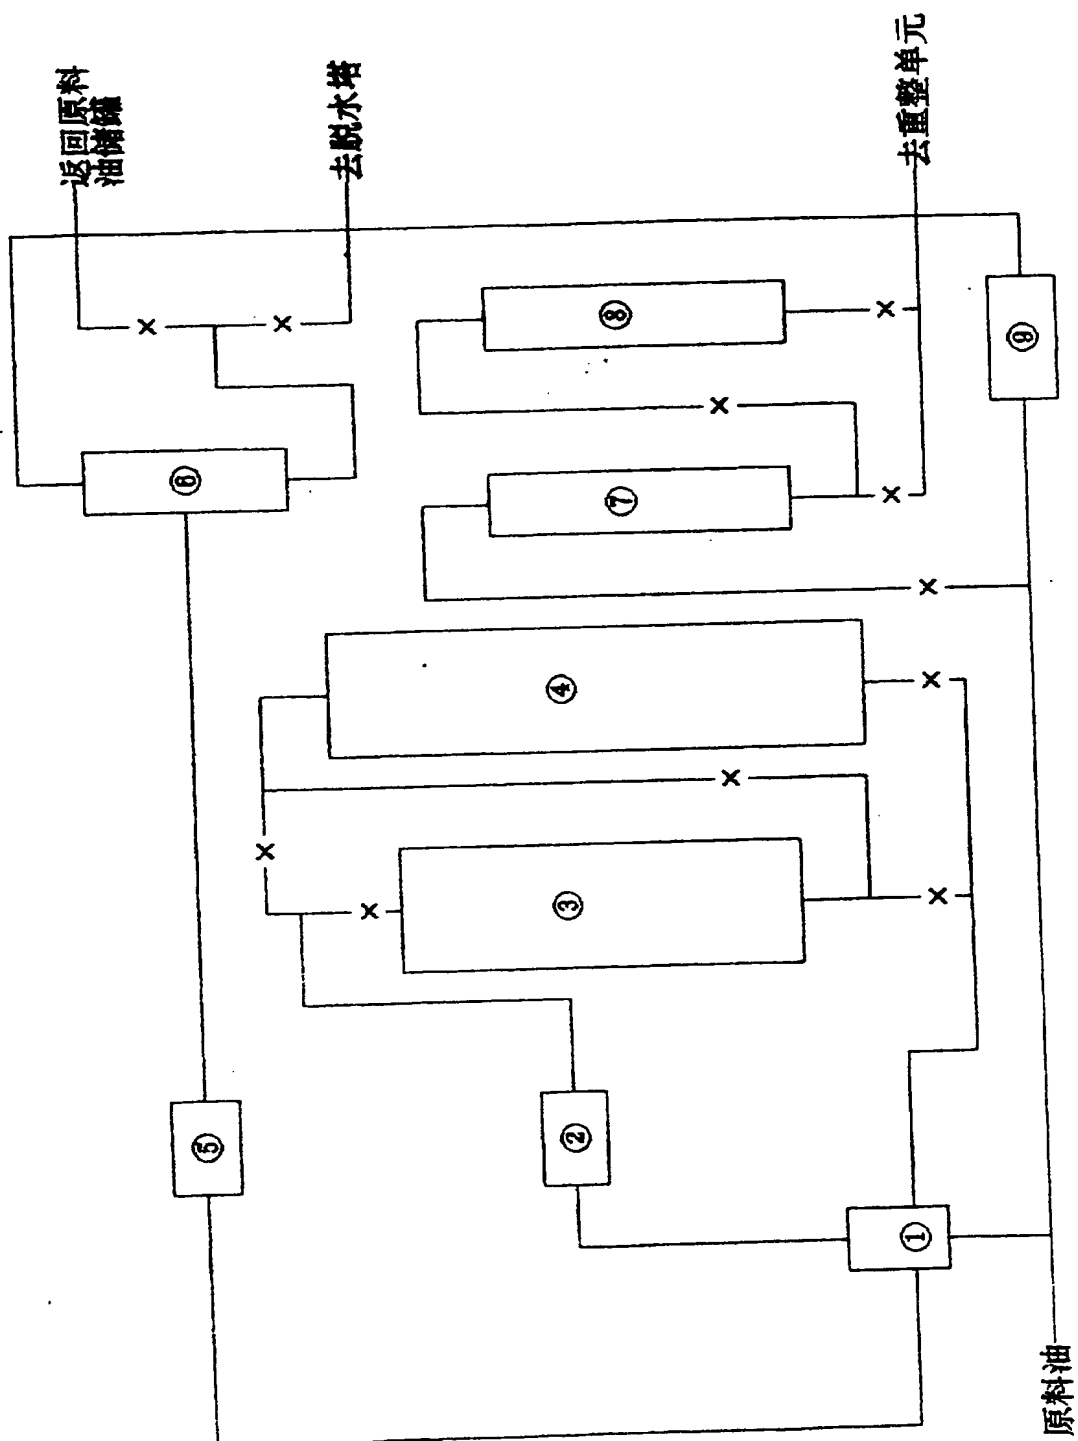 返回原料
油储罐
去脱水塔
去重整单元
⑥
⑧
⑨
⑦
④
③
⑤
②
①
原料油